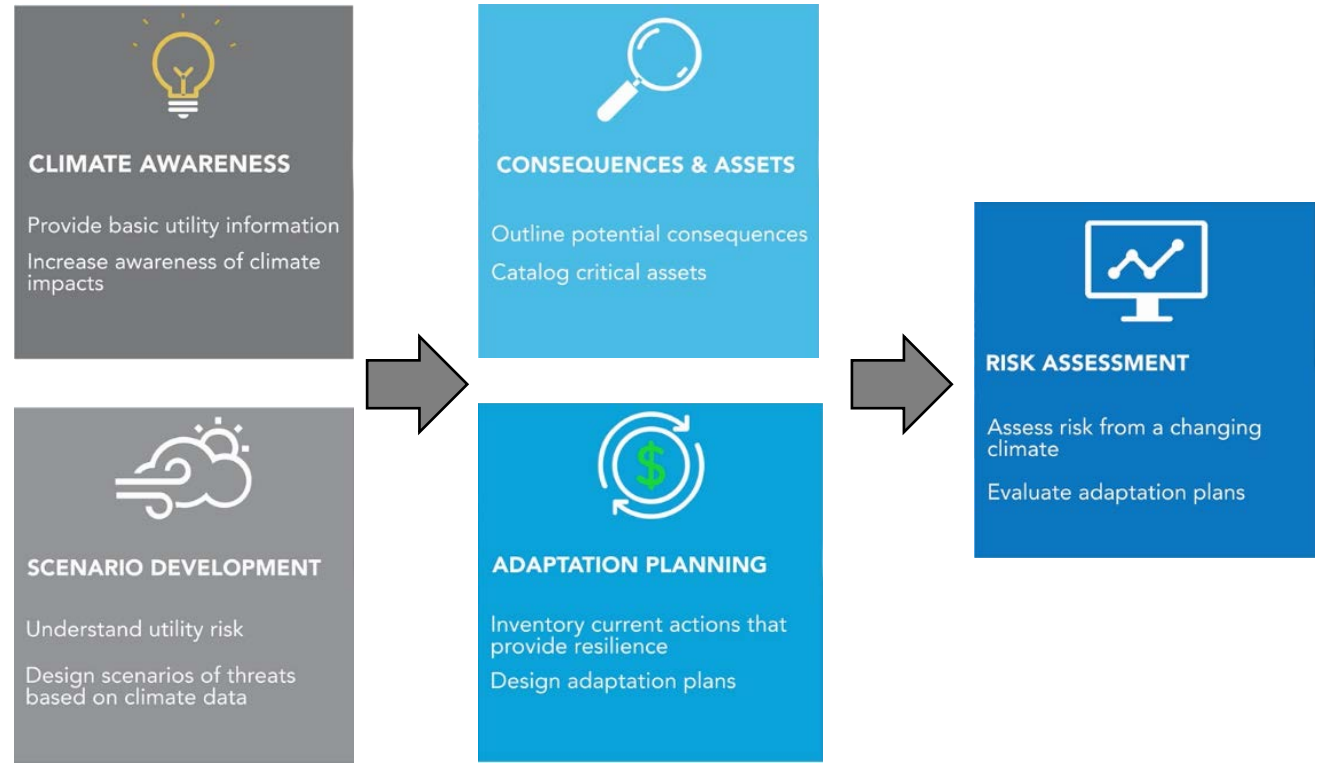 CLIMATE AWARENESS
Provide basic utility information
Increase awareness of climate
impacts
SCENARIO DEVELOPMENT
Understand utility risk
Design scenarios of threats
based on climate data
CONSEQUENCES & ASSETS
Outline potential consequences
Catalog critical assets
$
ADAPTATION PLANNING
Inventory current actions that
provide resilience
Design adaptation plans
RISK ASSESSMENT
Assess risk from a changing
climate
Evaluate adaptation plans